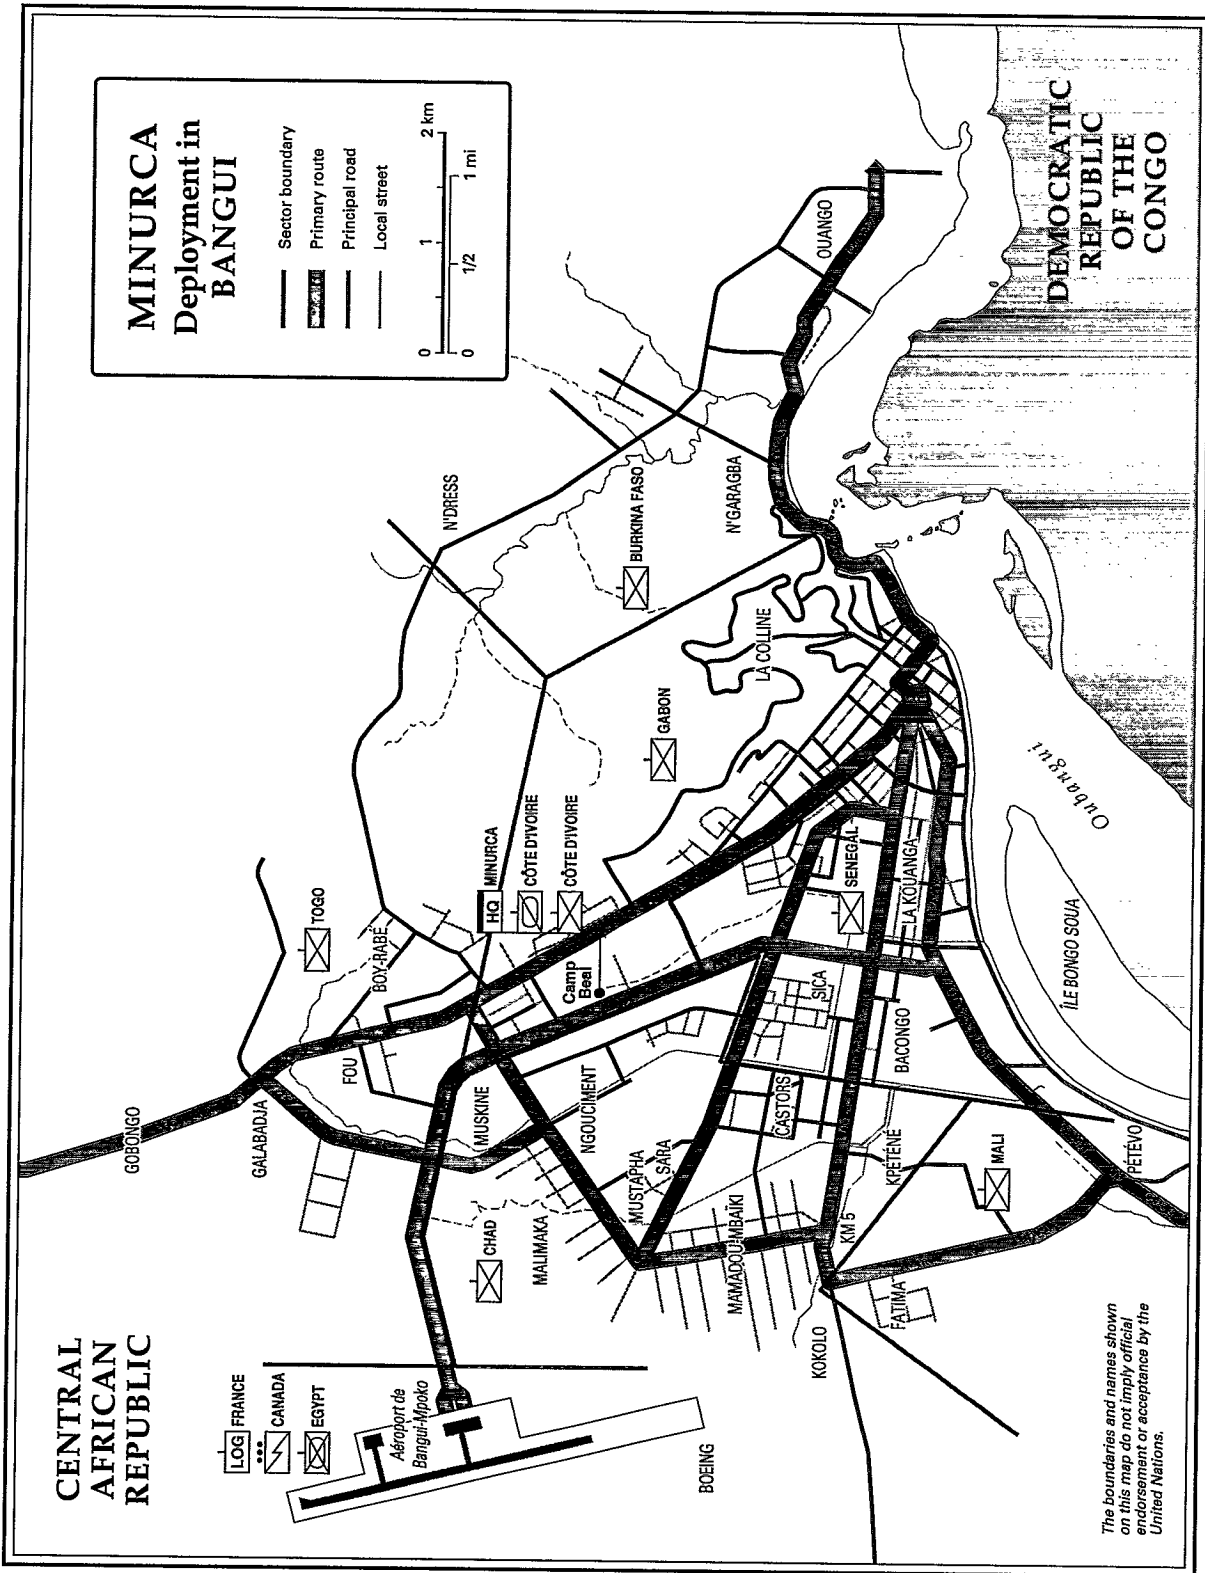 CENTRAL
AFRICAN
REPUBLIC
MINURCA
Deployment in
BANGUI
Sector boundary
Primary route
Principal road
Local street
0
1
2 km
0
1/2
1 mi
LOG
FRANCE
CANADA
EGYPT
Aéroport de
Bangui-Mpoko
BOEING
GOBONGO
GALABADJA
FOU
BOY-RABE
TOGO
N'DRESS
MUSKINE
CHAD
MALIMAKA
NGOUCIMENT
HQ
MINURCA
CÔTE D'IVOIRE
CÔTE D'IVOIRE
Camp
Beal
BURKINA FASO
GABON
N'GARAGBA
OUANGO
LA COLLINE
MUSTAPHA
SARA
MAMADOU-MBAÏKI
CASTORS
SICA
SENEGAL
KOKOLO
KM 5
KPÉTÈNÉ
BACONGO
LA KOUANGA
FATIMA
MALI
PÉTÉVO
ÎLE BONGO SOUA
Oubangui
DEMOCRATIC
REPUBLIC
OF THE
CONGO
The boundaries and names shown
on this map do not imply official
endorsement or acceptance by the
United Nations.